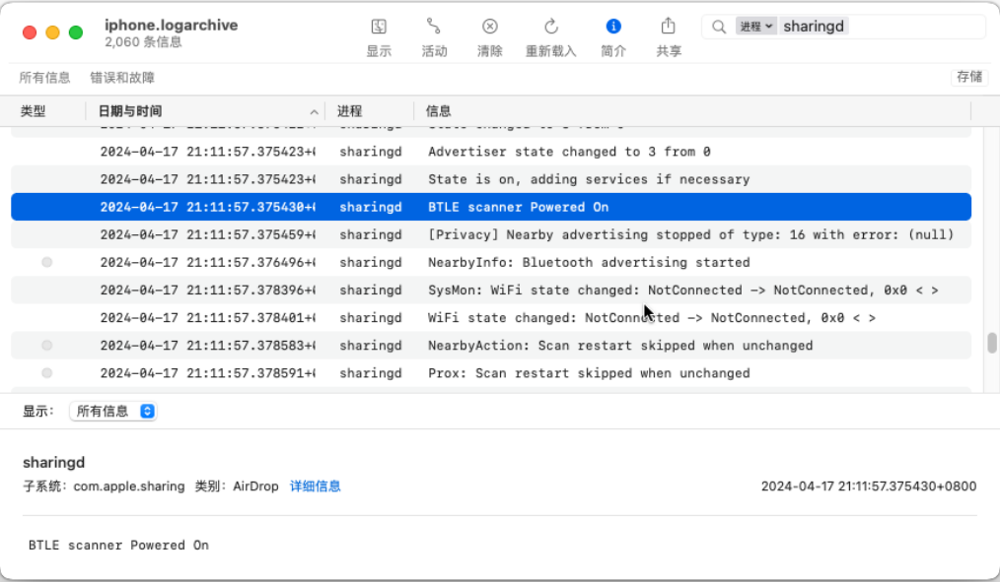 iphone.logarchive
2,060 条信息
显示
活动
清除
重新载入
简介
共享
进程 sharingd
所有信息 错误和故障
存储
类型 日期与时间 进程 信息
2024-04-17 21:11:57.375423+ sharingd Advertiser state changed to 3 from 0
2024-04-17 21:11:57.375423+ sharingd State is on, adding services if necessary
2024-04-17 21:11:57.375430+ sharingd BTLE scanner Powered On
2024-04-17 21:11:57.375459+ sharingd [Privacy] Nearby advertising stopped of type: 16 with error: (null)
2024-04-17 21:11:57.376496+ sharingd NearbyInfo: Bluetooth advertising started
2024-04-17 21:11:57.378396+ sharingd SysMon: WiFi state changed: NotConnected -> NotConnected, 0x0 < >
2024-04-17 21:11:57.378401+ sharingd WiFi state changed: NotConnected -> NotConnected, 0x0 < >
2024-04-17 21:11:57.378583+ sharingd NearbyAction: Scan restart skipped when unchanged
2024-04-17 21:11:57.378591+ sharingd Prox: Scan restart skipped when unchanged
显示: 所有信息
sharingd
子系统: com.apple.sharing 类别: AirDrop 详细信息 2024-04-17 21:11:57.375430+0800
BTLE scanner Powered On